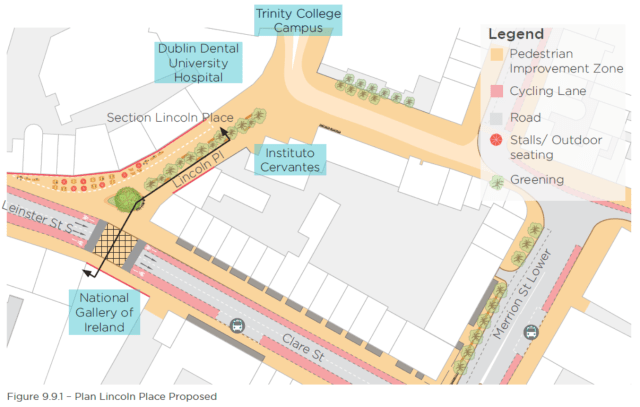 Trinity College
Campus
Legend
Pedestrian
Improvement Zone
Cycling Lane
Road
Stalls/ Outdoor
seating
Greening
Dublin Dental
University
Hospital
Section Lincoln Place
Lincoln Pl
Instituto
Cervantes
Leinster St S
National
Gallery of
Ireland
Clare St
Merrion St Lower
Figure 9.9.1 – Plan Lincoln Place Proposed